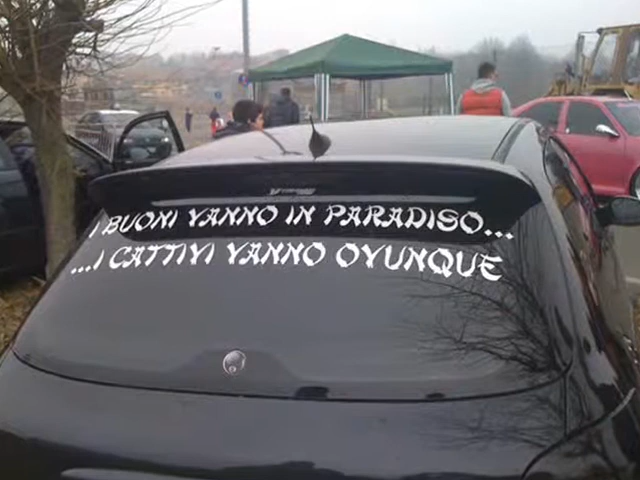 I BUONI VANNO IN PARADISO...
...I CATTIVI VANNO OVUNQUE